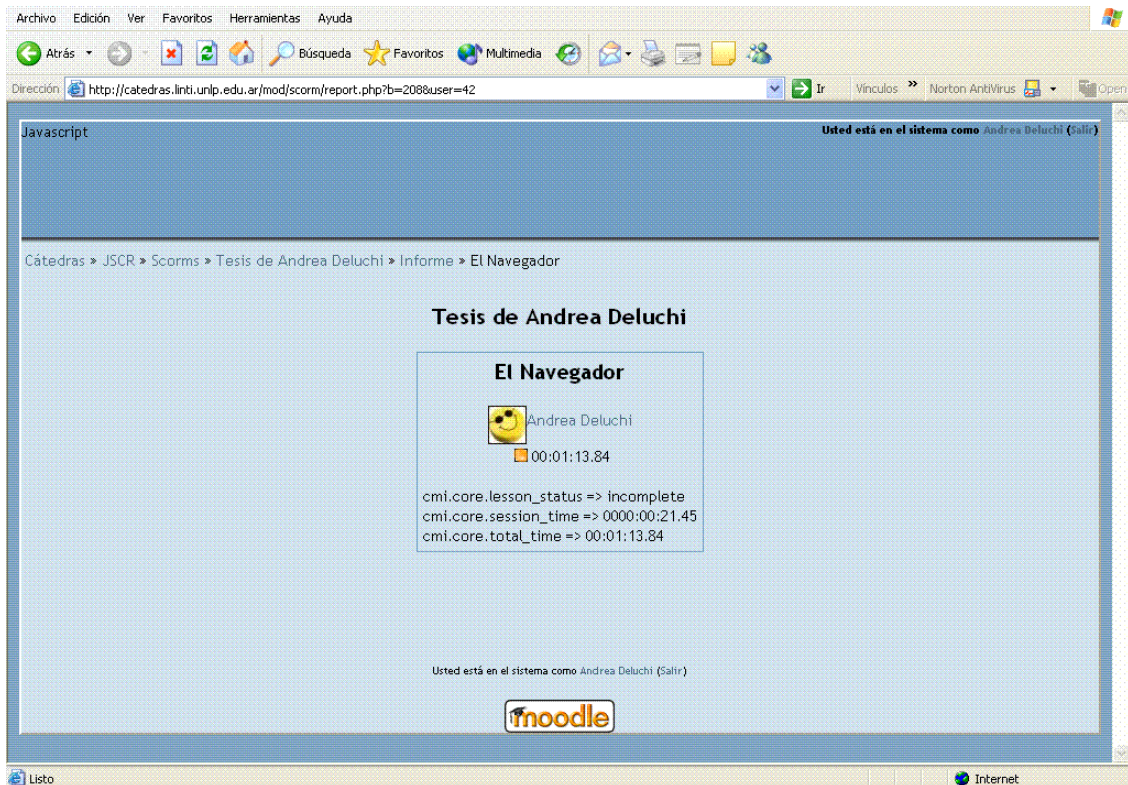 Archivo Edición Ver Favoritos Herramientas Ayuda
Atrás Búsqueda Favoritos Multimedia
Dirección http://catedras.linti.unlp.edu.ar/mod/scorm/report.php?b=208&user=42 Ir Vínculos » Norton AntiVirus Open
Javascript Usted está en el sistema como Andrea Deluchi (Salir)
Cátedras » JSCR » Scorms » Tesis de Andrea Deluchi » Informe » El Navegador
Tesis de Andrea Deluchi
El Navegador
Andrea Deluchi
00:01:13.84
cmi.core.lesson_status => incomplete
cmi.core.session_time => 0000:00:21.45
cmi.core.total_time => 00:01:13.84
Usted está en el sistema como Andrea Deluchi (Salir)
moodle
Listo Internet